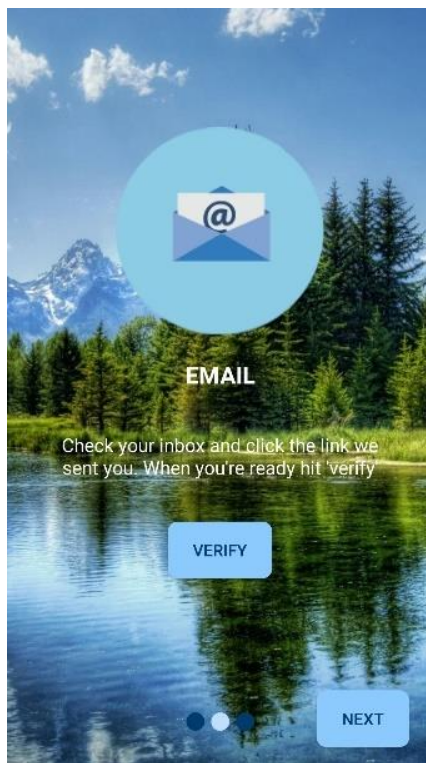 @
EMAIL
Check your inbox and click the link we
sent you. When you're ready hit 'verify'
VERIFY
NEXT